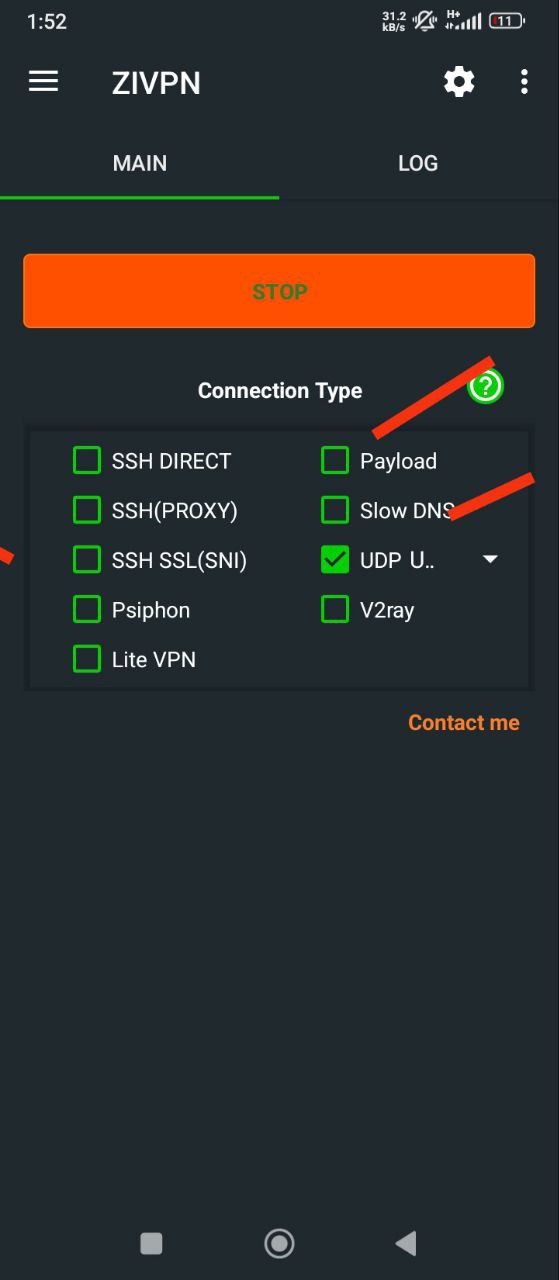 1:52
31.2
kB/s
H+
11
ZIVPN
MAIN
LOG
STOP
Connection Type
?
SSH DIRECT
Payload
SSH(PROXY)
Slow DNS
SSH SSL(SNI)
UDP U..
Psiphon
V2ray
Lite VPN
Contact me